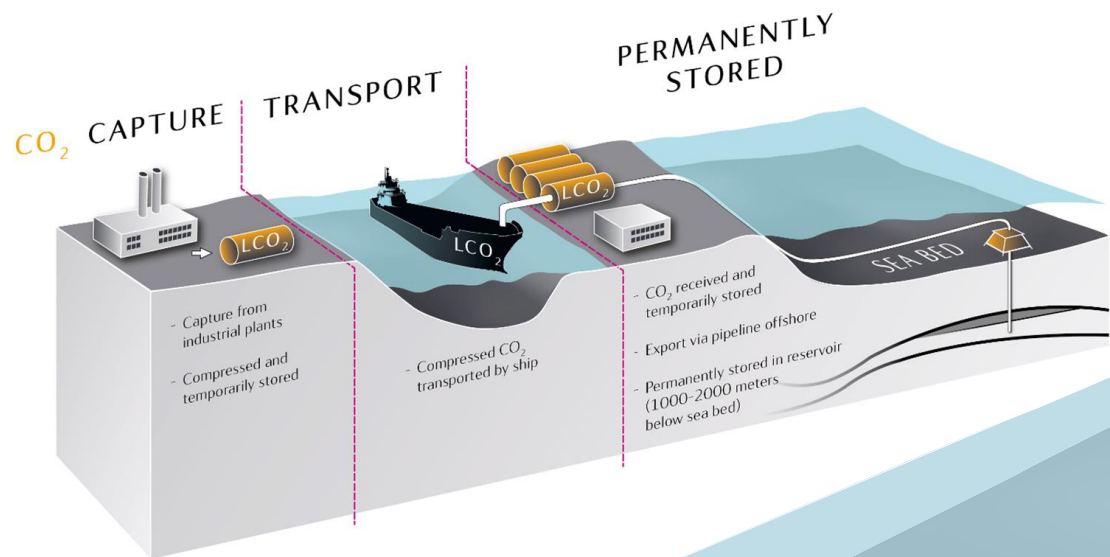 CO₂ CAPTURE
TRANSPORT
PERMANENTLY
STORED
LCO₂
LCO₂
LCO₂
SEA BED
- Capture from
industrial plants
- Compressed and
temporarily stored
- Compressed CO₂
transported by ship
- CO₂ received and
temporarily stored
- Export via pipeline offshore
- Permanently stored in reservoir
(1000–2000 meters
below sea bed)